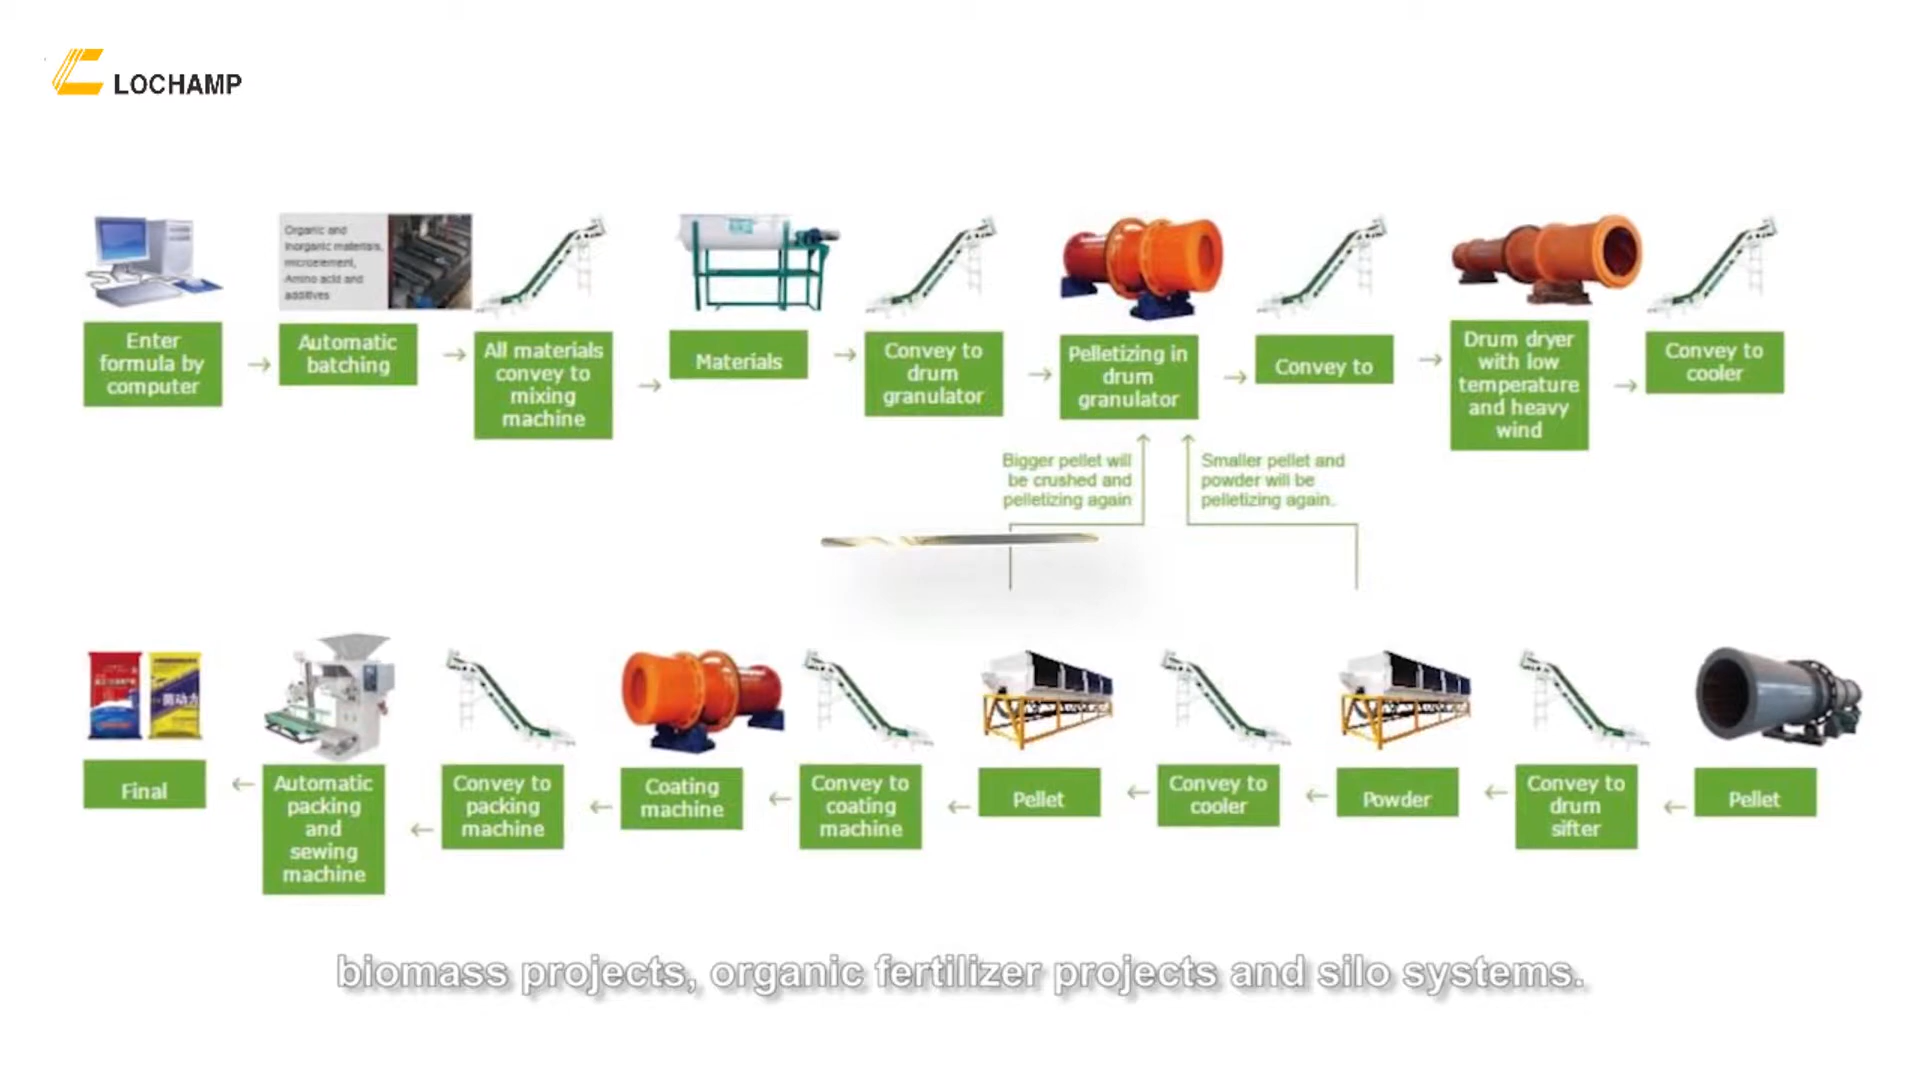 LOCHAMP
Organic and
Inorganic materials,
microelement,
Amino acid and
additives
Enter
formula by
computer
Automatic
batching
All materials
convey to
mixing
machine
Materials
Convey to
drum
granulator
Pelletizing in
drum
granulator
Convey to
Drum dryer
with low
temperature
and heavy
wind
Convey to
cooler
Bigger pellet will
be crushed and
pelletizing again
Smaller pellet and
powder will be
pelletizing again.
菌动力
Final
Automatic
packing
and
sewing
machine
Convey to
packing
machine
Coating
machine
Convey to
coating
machine
Pellet
Convey to
cooler
Powder
Convey to
drum
sifter
Pellet
biomass projects, organic fertilizer projects and silo systems.